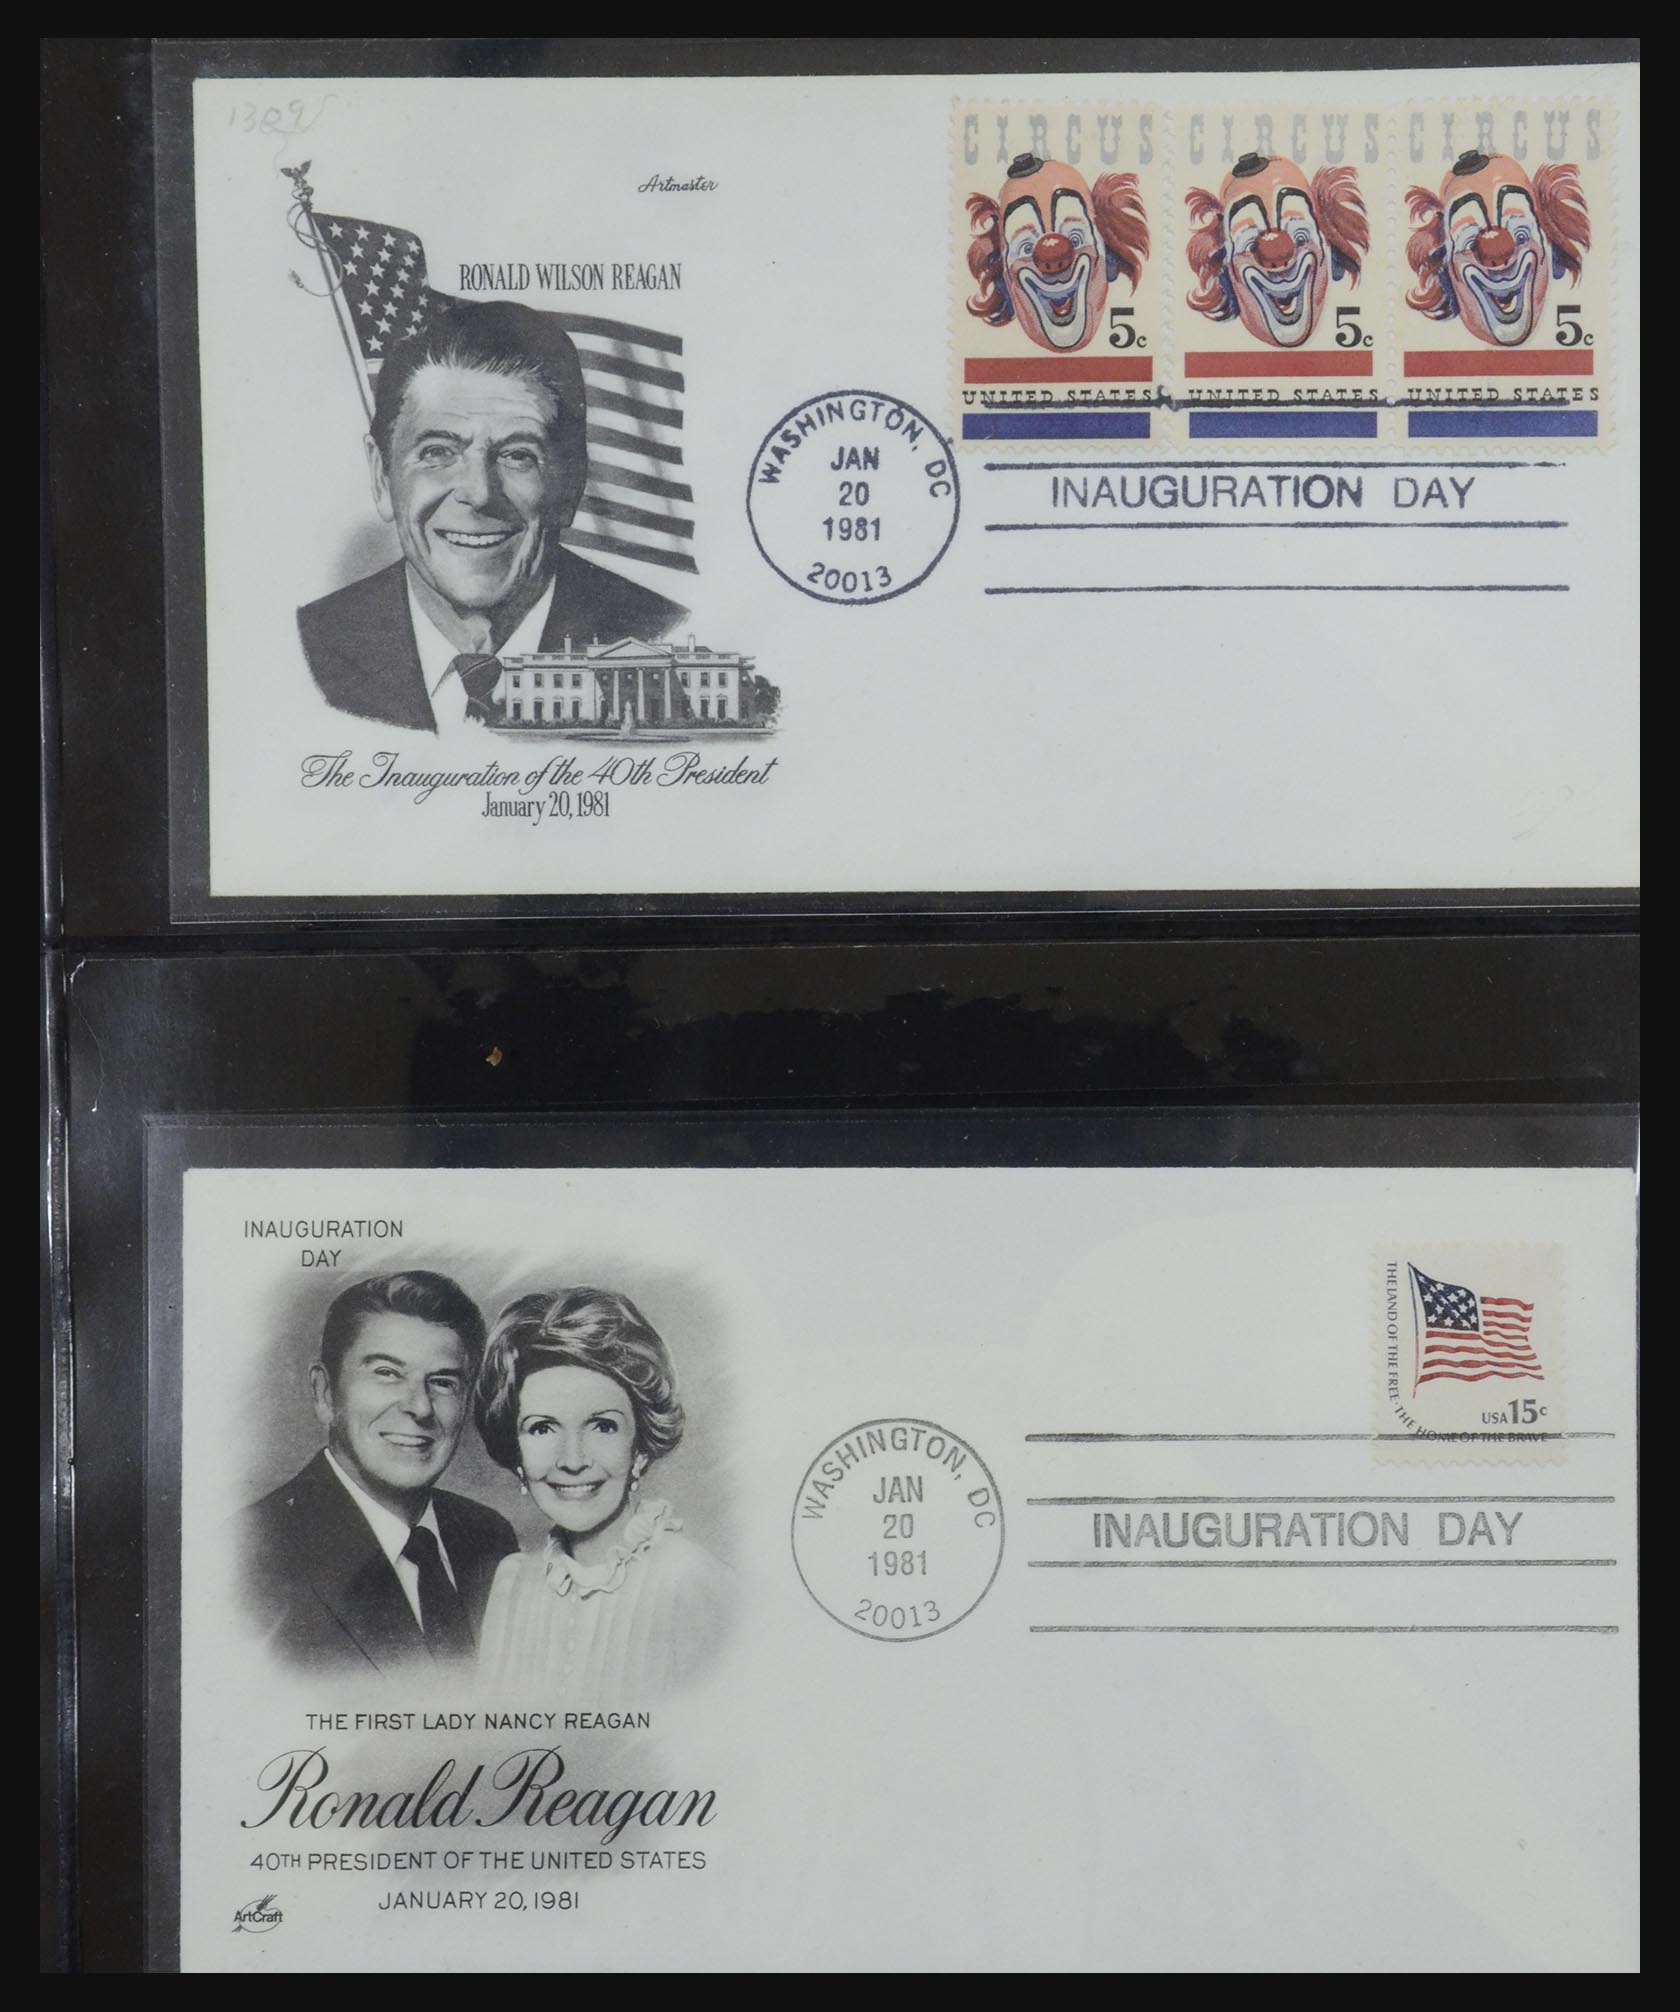 1309
Artmaster
RONALD WILSON REAGAN
CIRCUS CIRCUS CIRCUS
5c 5c 5c
UNITED STATES UNITED STATES UNITED STATES
WASHINGTON, DC
JAN
20
1981
20013
INAUGURATION DAY
The Inauguration of the 40th President
January 20, 1981
INAUGURATION
DAY
THE LAND OF THE FREE · THE HOME OF THE BRAVE
USA 15c
WASHINGTON, DC
JAN
20
1981
20013
INAUGURATION DAY
THE FIRST LADY NANCY REAGAN
Ronald Reagan
40TH PRESIDENT OF THE UNITED STATES
JANUARY 20, 1981
ArtCraft